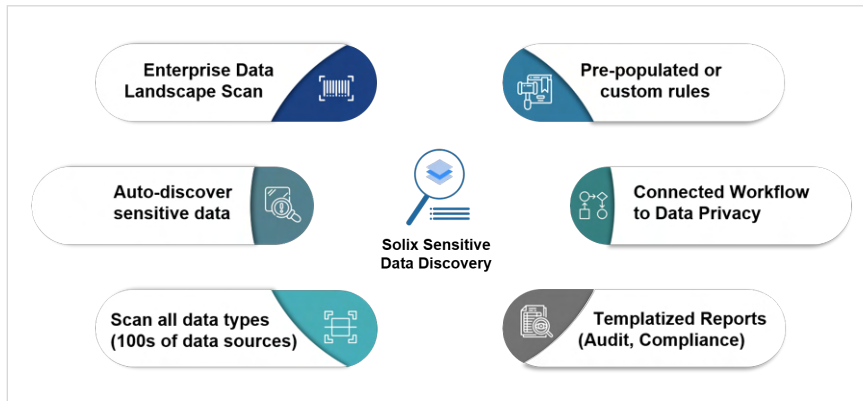 Enterprise Data
Landscape Scan
Pre-populated or
custom rules
Auto-discover
sensitive data
Solix Sensitive
Data Discovery
Connected Workflow
to Data Privacy
Scan all data types
(100s of data sources)
Templatized Reports
(Audit, Compliance)